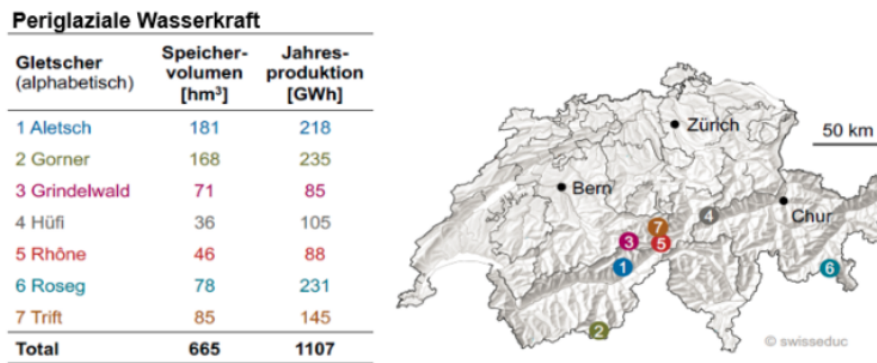 Periglaziale Wasserkraft
Gletscher (alphabetisch) Speicher-volumen [hm³] Jahres-produktion [GWh]
1 Aletsch 181 218
2 Gorner 168 235
3 Grindelwald 71 85
4 Hüfi 36 105
5 Rhône 46 88
6 Roseg 78 231
7 Trift 85 145
Total 665 1107
Zürich
50 km
Bern
Chur
4
7
3
5
1
6
2
© swisseduc